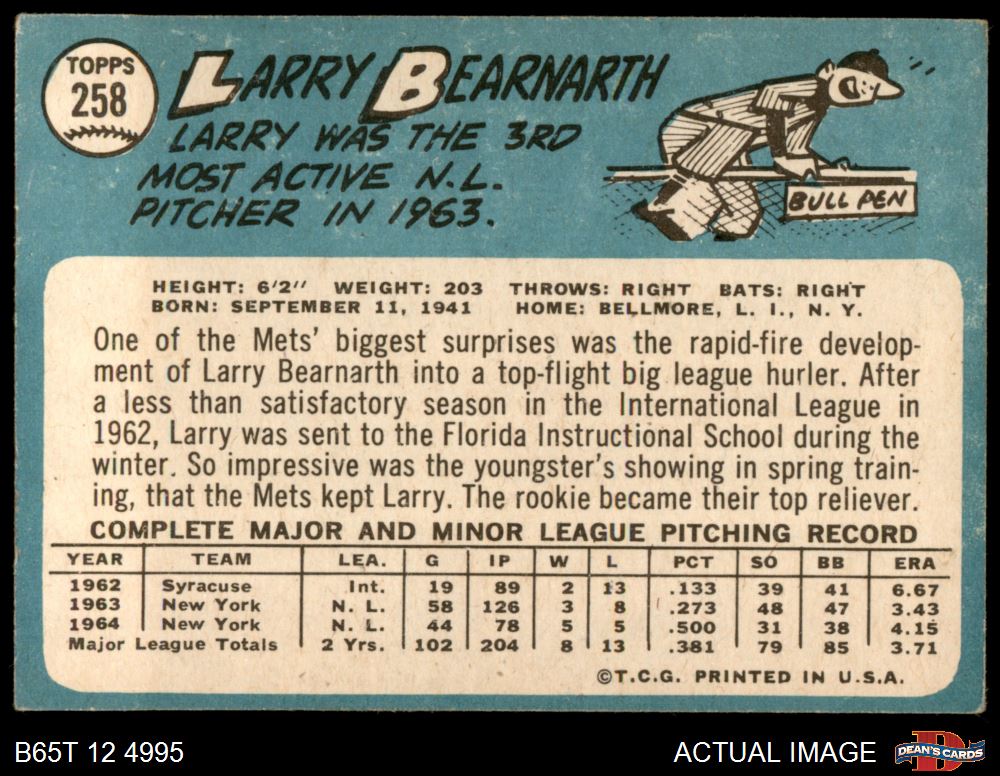 TOPPS
258
LARRY BEARNARTH
LARRY WAS THE 3RD
MOST ACTIVE N.L.
PITCHER IN 1963.
BULL PEN
HEIGHT: 6'2" WEIGHT: 203 THROWS: RIGHT BATS: RIGHT
BORN: SEPTEMBER 11, 1941 HOME: BELLMORE, L. I., N. Y.
One of the Mets' biggest surprises was the rapid-fire develop-
ment of Larry Bearnarth into a top-flight big league hurler. After
a less than satisfactory season in the International League in
1962, Larry was sent to the Florida Instructional School during the
winter. So impressive was the youngster's showing in spring train-
ing, that the Mets kept Larry. The rookie became their top reliever.
COMPLETE MAJOR AND MINOR LEAGUE PITCHING RECORD
YEAR TEAM LEA. G IP W L PCT SO BB ERA
1962 Syracuse Int. 19 89 2 13 .133 39 41 6.67
1963 New York N. L. 58 126 3 8 .273 48 47 3.43
1964 New York N. L. 44 78 5 5 .500 31 38 4.15
Major League Totals 2 Yrs. 102 204 8 13 .381 79 85 3.71
©T.C.G. PRINTED IN U.S.A.
B65T 12 4995
ACTUAL IMAGE
DEAN'S CARDS